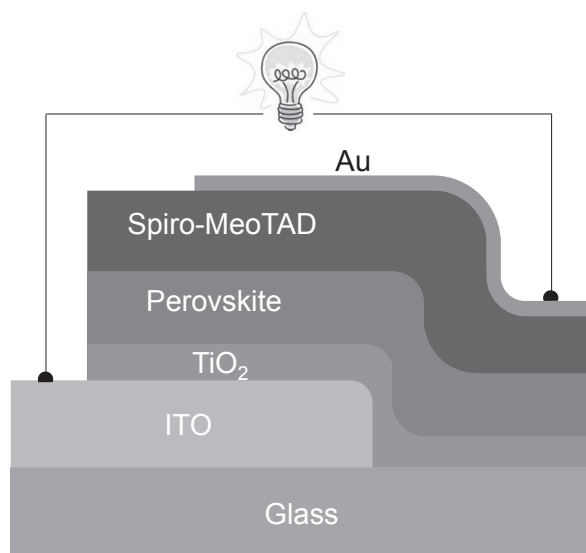 Au
Spiro-MeoTAD
Perovskite
TiO₂
ITO
Glass